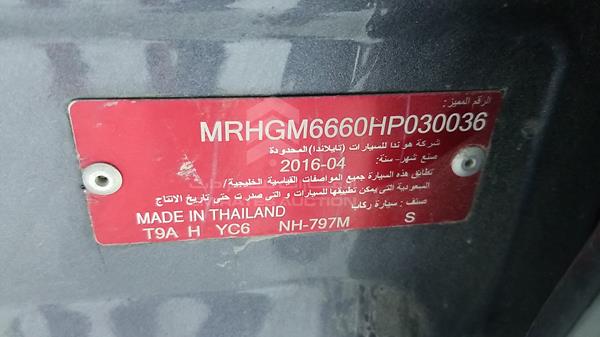 الرقم المميز:
MRHGM6660HP030036
شركة هوندا للسيارات (تايلاندا) المحدودة
صنع شهر- سنة: 2016-04
تطابق هذه السيارة جميع المواصفات القياسية الخليجية/
السعودية التي يمكن تطبيقها للسيارات و التي صدرت حتى تاريخ الانتاج
صنف : سيارة ركاب
MADE IN THAILAND
T9A H YC6 NH-797M S
AUCTION